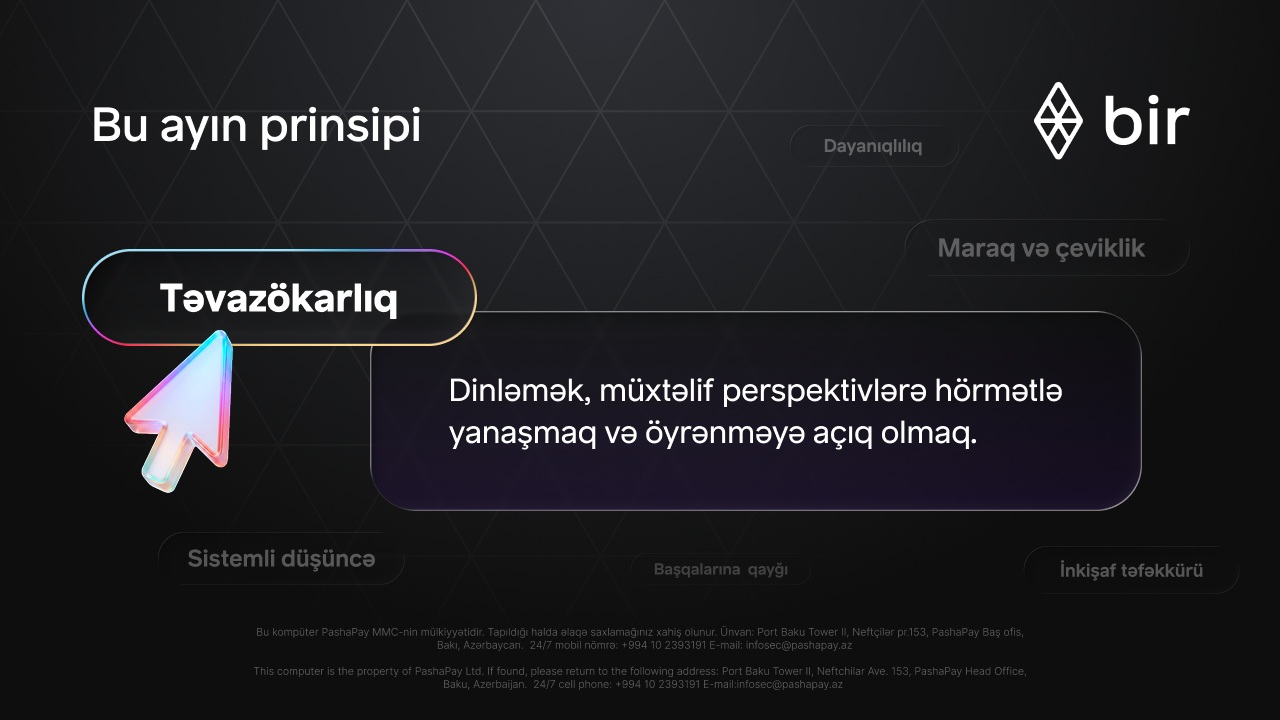 Bu ayın prinsipi
bir
Dayanıqlılıq
Maraq və çeviklik
Təvazökarlıq
Dinləmək, müxtəlif perspektivlərə hörmətlə
yanaşmaq və öyrənməyə açıq olmaq.
Sistemli düşüncə
Başqalarına qayğı
İnkişaf təfəkkürü
Bu kompüter PashaPay MMC-nin mülkiyyətidir. Tapıldığı halda əlaqə saxlamağınız xahiş olunur. Ünvan: Port Baku Tower II, Neftçilər pr.153, PashaPay Baş ofis,
Bakı, Azərbaycan. 24/7 mobil nömrə: +994 10 2393191 E-mail: infosec@pashapay.az
This computer is the property of PashaPay Ltd. If found, please return to the following address: Port Baku Tower II, Neftchilar Ave. 153, PashaPay Head Office,
Baku, Azerbaijan. 24/7 cell phone: +994 10 2393191 E-mail:infosec@pashapay.az